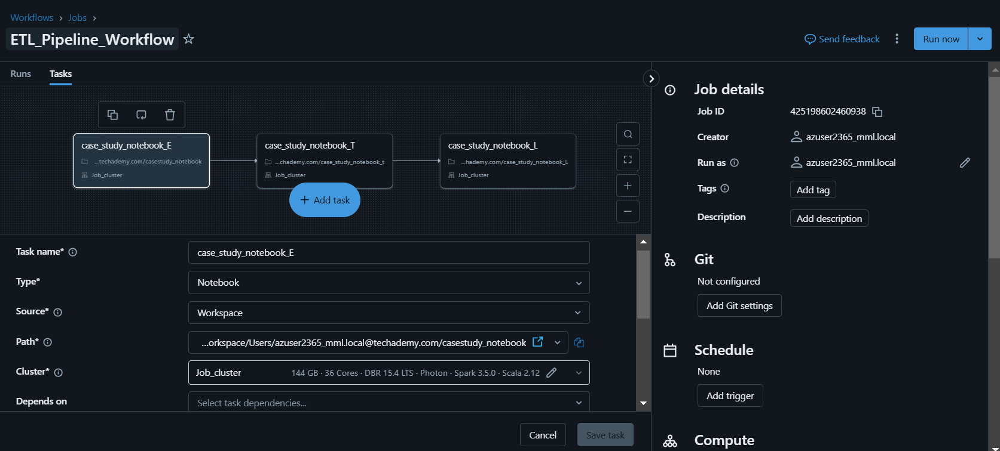 Workflows › Jobs ›
ETL_Pipeline_Workflow
Send feedback
Run now
Runs
Tasks
case_study_notebook_E
...techademy.com/casestudy_notebook
Job_cluster
case_study_notebook_T
...chademy.com/case_study_notebook_t
Job_cluster
case_study_notebook_L
...hademy.com/case_study_notebook_L
Job_cluster
+ Add task
Task name*
case_study_notebook_E
Type*
Notebook
Source*
Workspace
Path*
...orkspace/Users/azuser2365_mml.local@techademy.com/casestudy_notebook
Cluster*
Job_cluster
144 GB · 36 Cores · DBR 15.4 LTS · Photon · Spark 3.5.0 · Scala 2.12
Depends on
Select task dependencies...
Cancel
Save task
Job details
Job ID
425198602460938
Creator
azuser2365_mml.local
Run as
azuser2365_mml.local
Tags
Add tag
Description
Add description
Git
Not configured
Add Git settings
Schedule
None
Add trigger
Compute